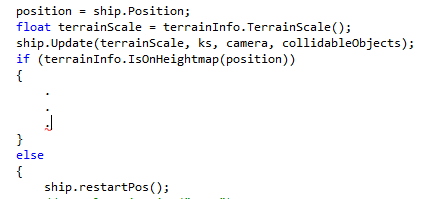 position = ship.Position;
float terrainScale = terrainInfo.TerrainScale();
ship.Update(terrainScale, ks, camera, collidableObjects);
if (terrainInfo.IsOnHeightmap(position))
{
.
.
.
}
else
{
ship.restartPos();